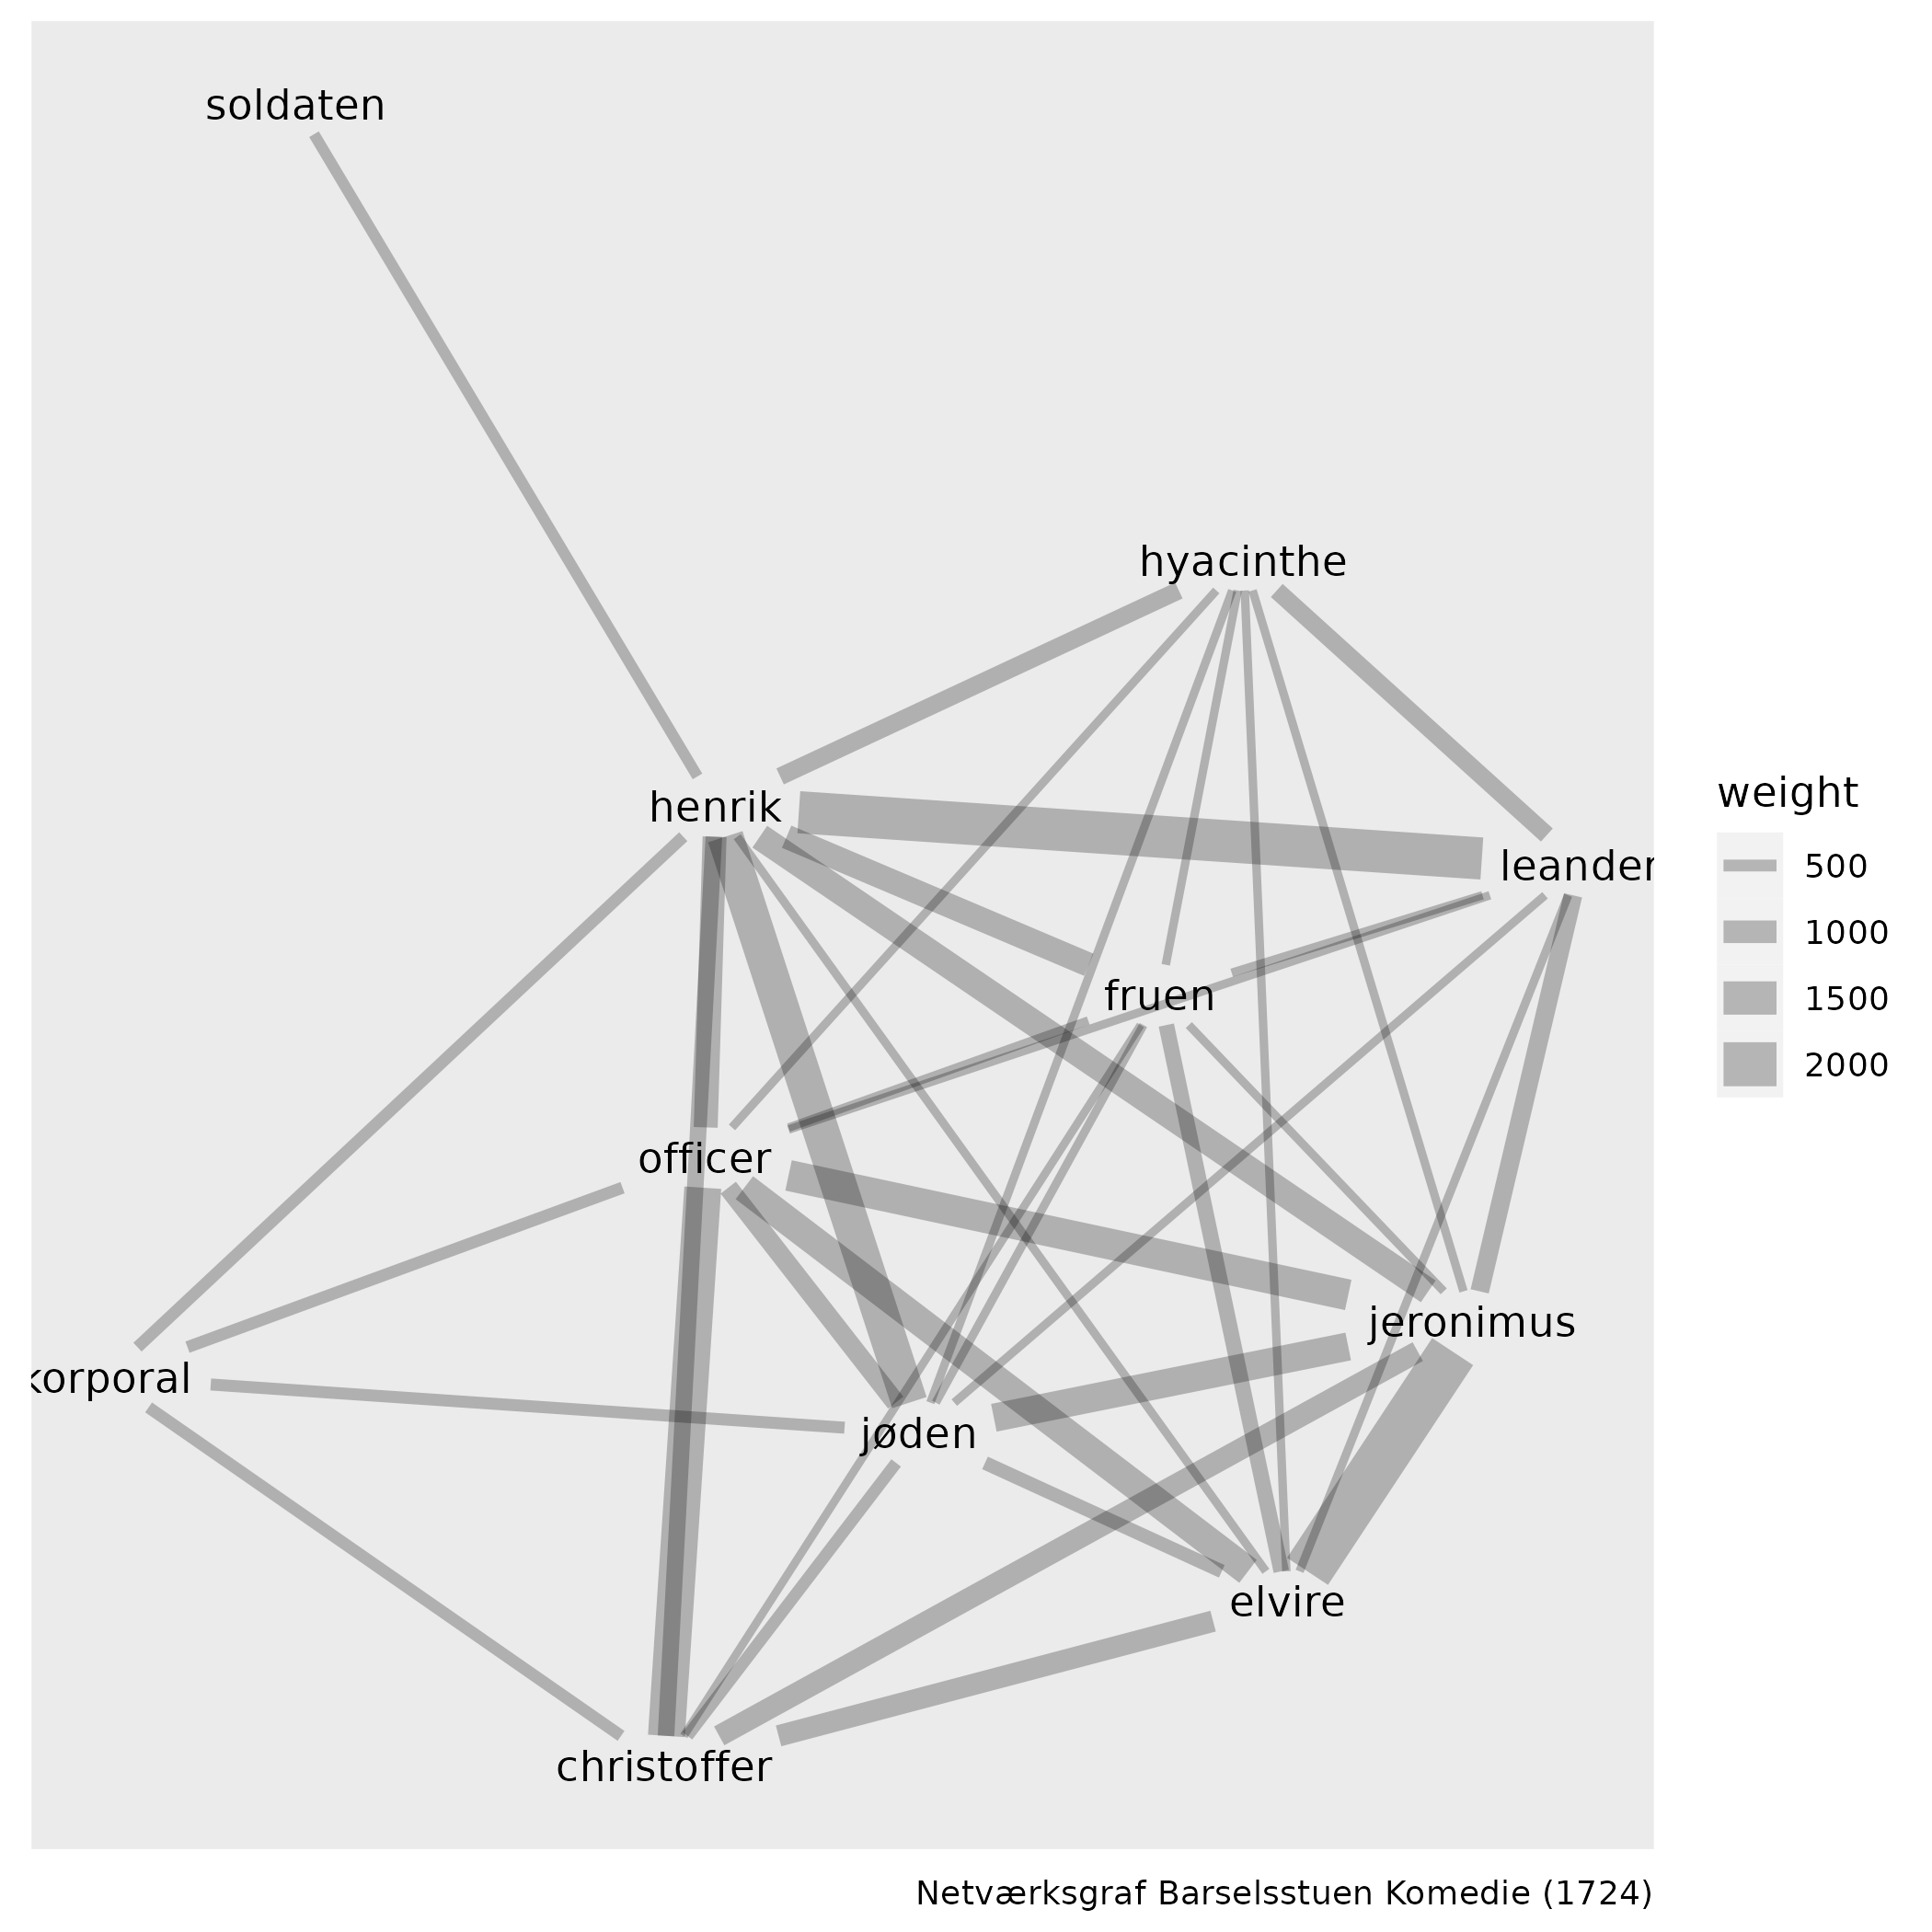 soldaten
hyacinthe
henrik
leander
fruen
officer
jeronimus
korporal
jøden
elvire
christoffer
weight
500
1000
1500
2000
Netværksgraf Barselsstuen Komedie (1724)